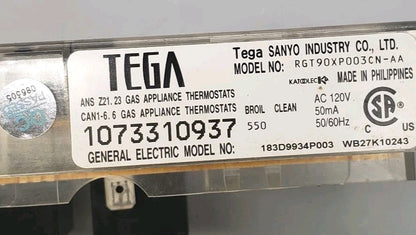 TEGA
Tega SANYO INDUSTRY CO., LTD.
MODEL NO: RGT90XP003CN-AA
KATOOLEC MADE IN PHILIPPINES
ANS Z21.23 GAS APPLIANCE THERMOSTATS
CAN1-6.6 GAS APPLIANCE THERMOSTATS
1073310937
BROIL CLEAN
550
AC 120V
50mA
50/60Hz
GENERAL ELECTRIC MODEL NO:
183D9934P003 WB27K10243